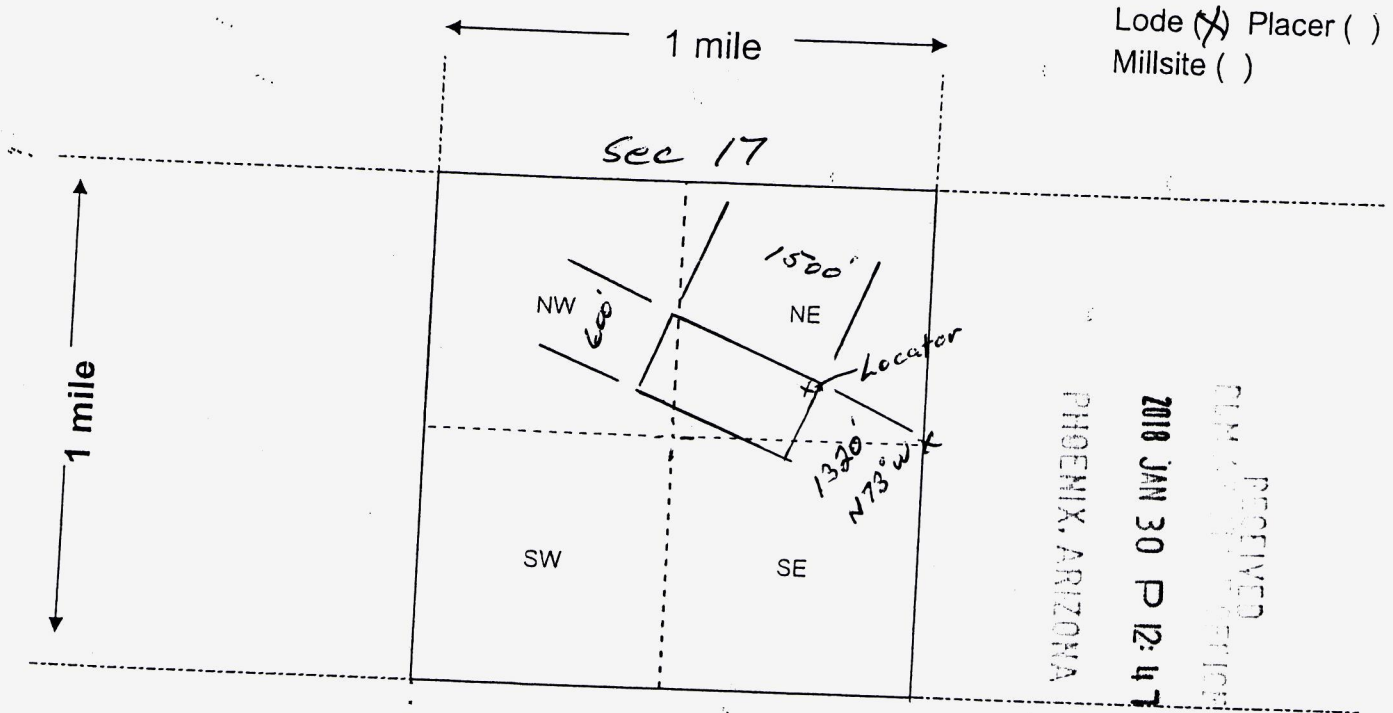 Lode (X) Placer ( )
Millsite ( )
1 mile
Sec 17
1 mile
NW
600'
1500'
NE
Locator
1320'
N73°W X
SW
SE
RECEIVED
2018 JAN 30 P 12:47
PHOENIX, ARIZONA